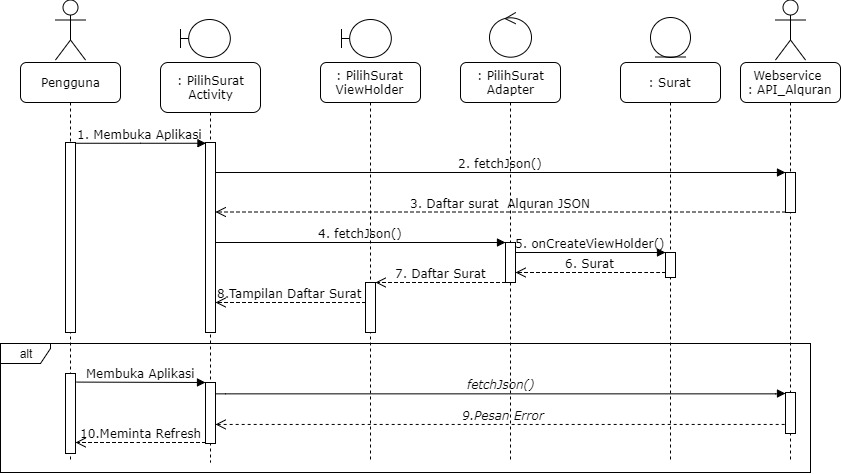 Pengguna
: PilihSurat
Activity
: PilihSurat
ViewHolder
: PilihSurat
Adapter
: Surat
Webservice
: API_Alquran
1. Membuka Aplikasi
2. fetchJson()
3. Daftar surat Alquran JSON
4. fetchJson()
5. onCreateViewHolder()
6. Surat
7. Daftar Surat
8.Tampilan Daftar Surat
alt
Membuka Aplikasi
fetchJson()
9.Pesan Error
10.Meminta Refresh